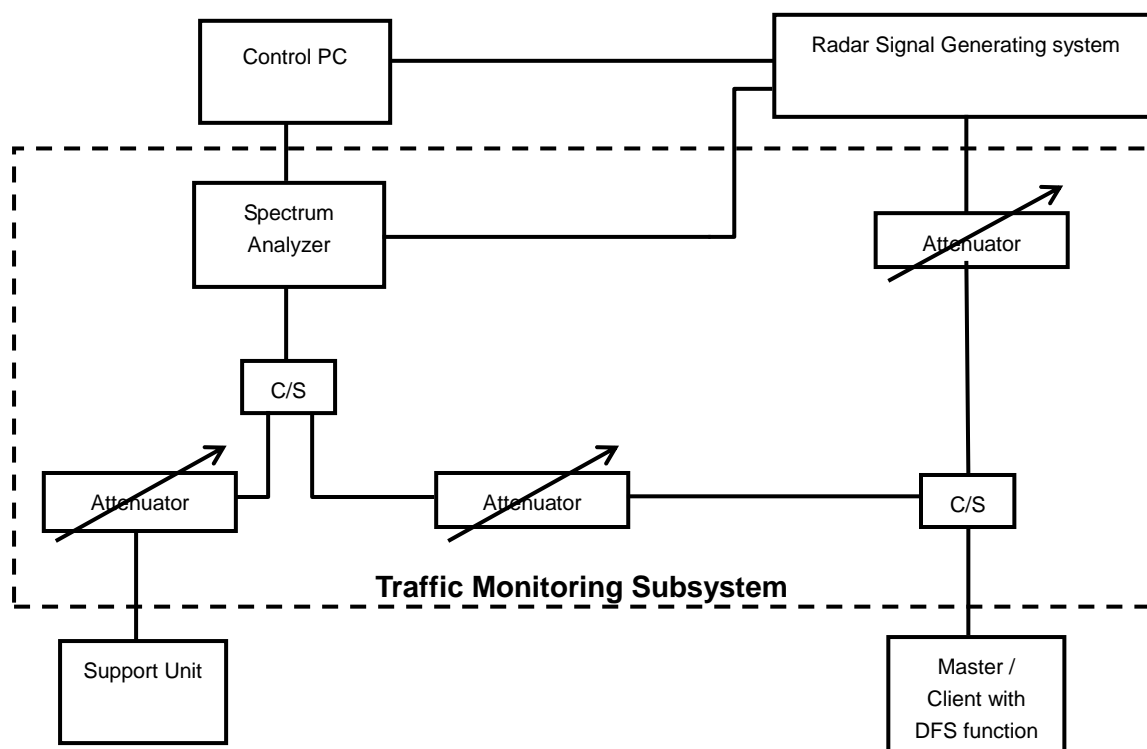 Control PC
Radar Signal Generating system
Spectrum
Analyzer
Attenuator
C/S
Attenuator
Attenuator
C/S
Traffic Monitoring Subsystem
Support Unit
Master /
Client with
DFS function